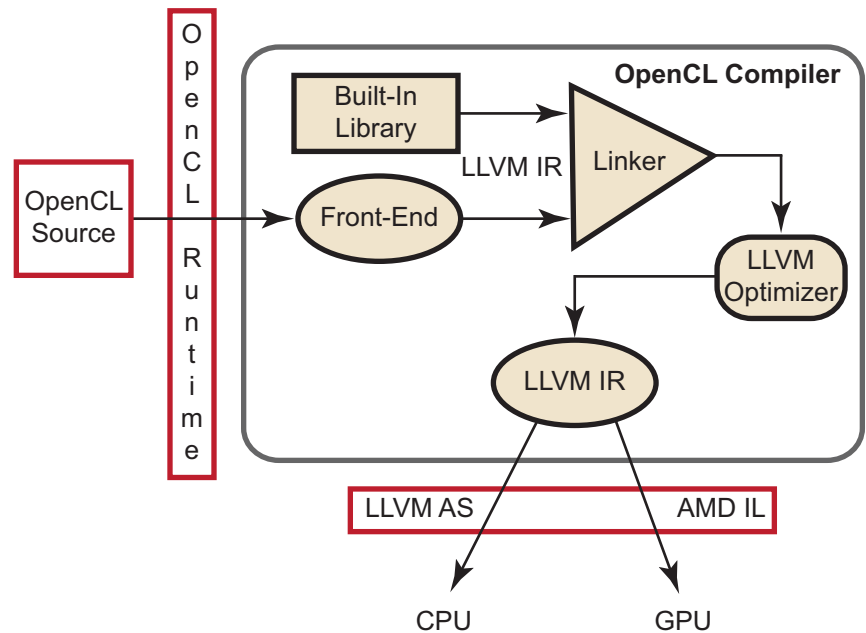 OpenCL
Source
OpenCL Runtime
OpenCL Compiler
Built-In
Library
LLVM IR
Linker
Front-End
LLVM
Optimizer
LLVM IR
LLVM AS
AMD IL
CPU
GPU